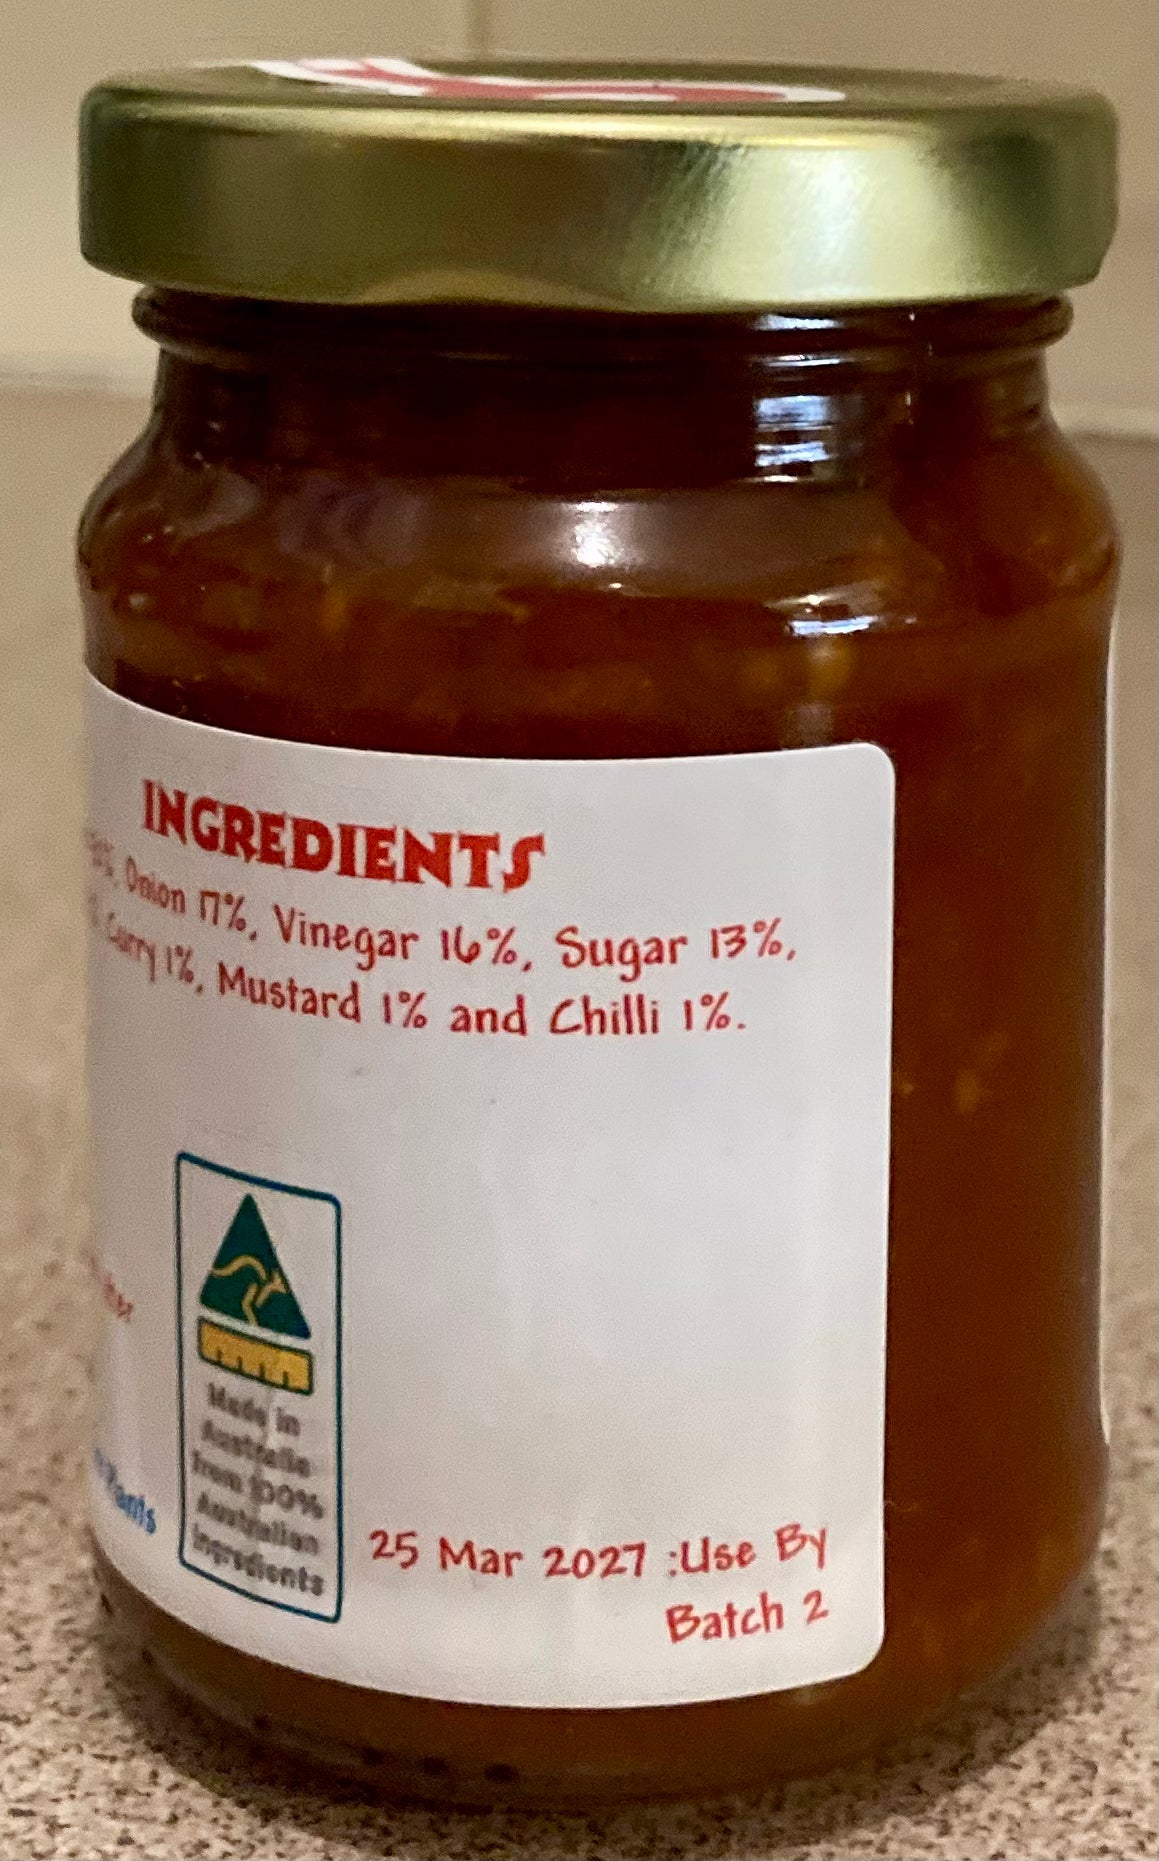 INGREDIENTS
Onion 17%, Vinegar 16%, Sugar 13%,
Curry 1%, Mustard 1% and Chilli 1%.
Made in
Australia
from 100%
Australian
ingredients
25 Mar 2027 :Use By
Batch 2